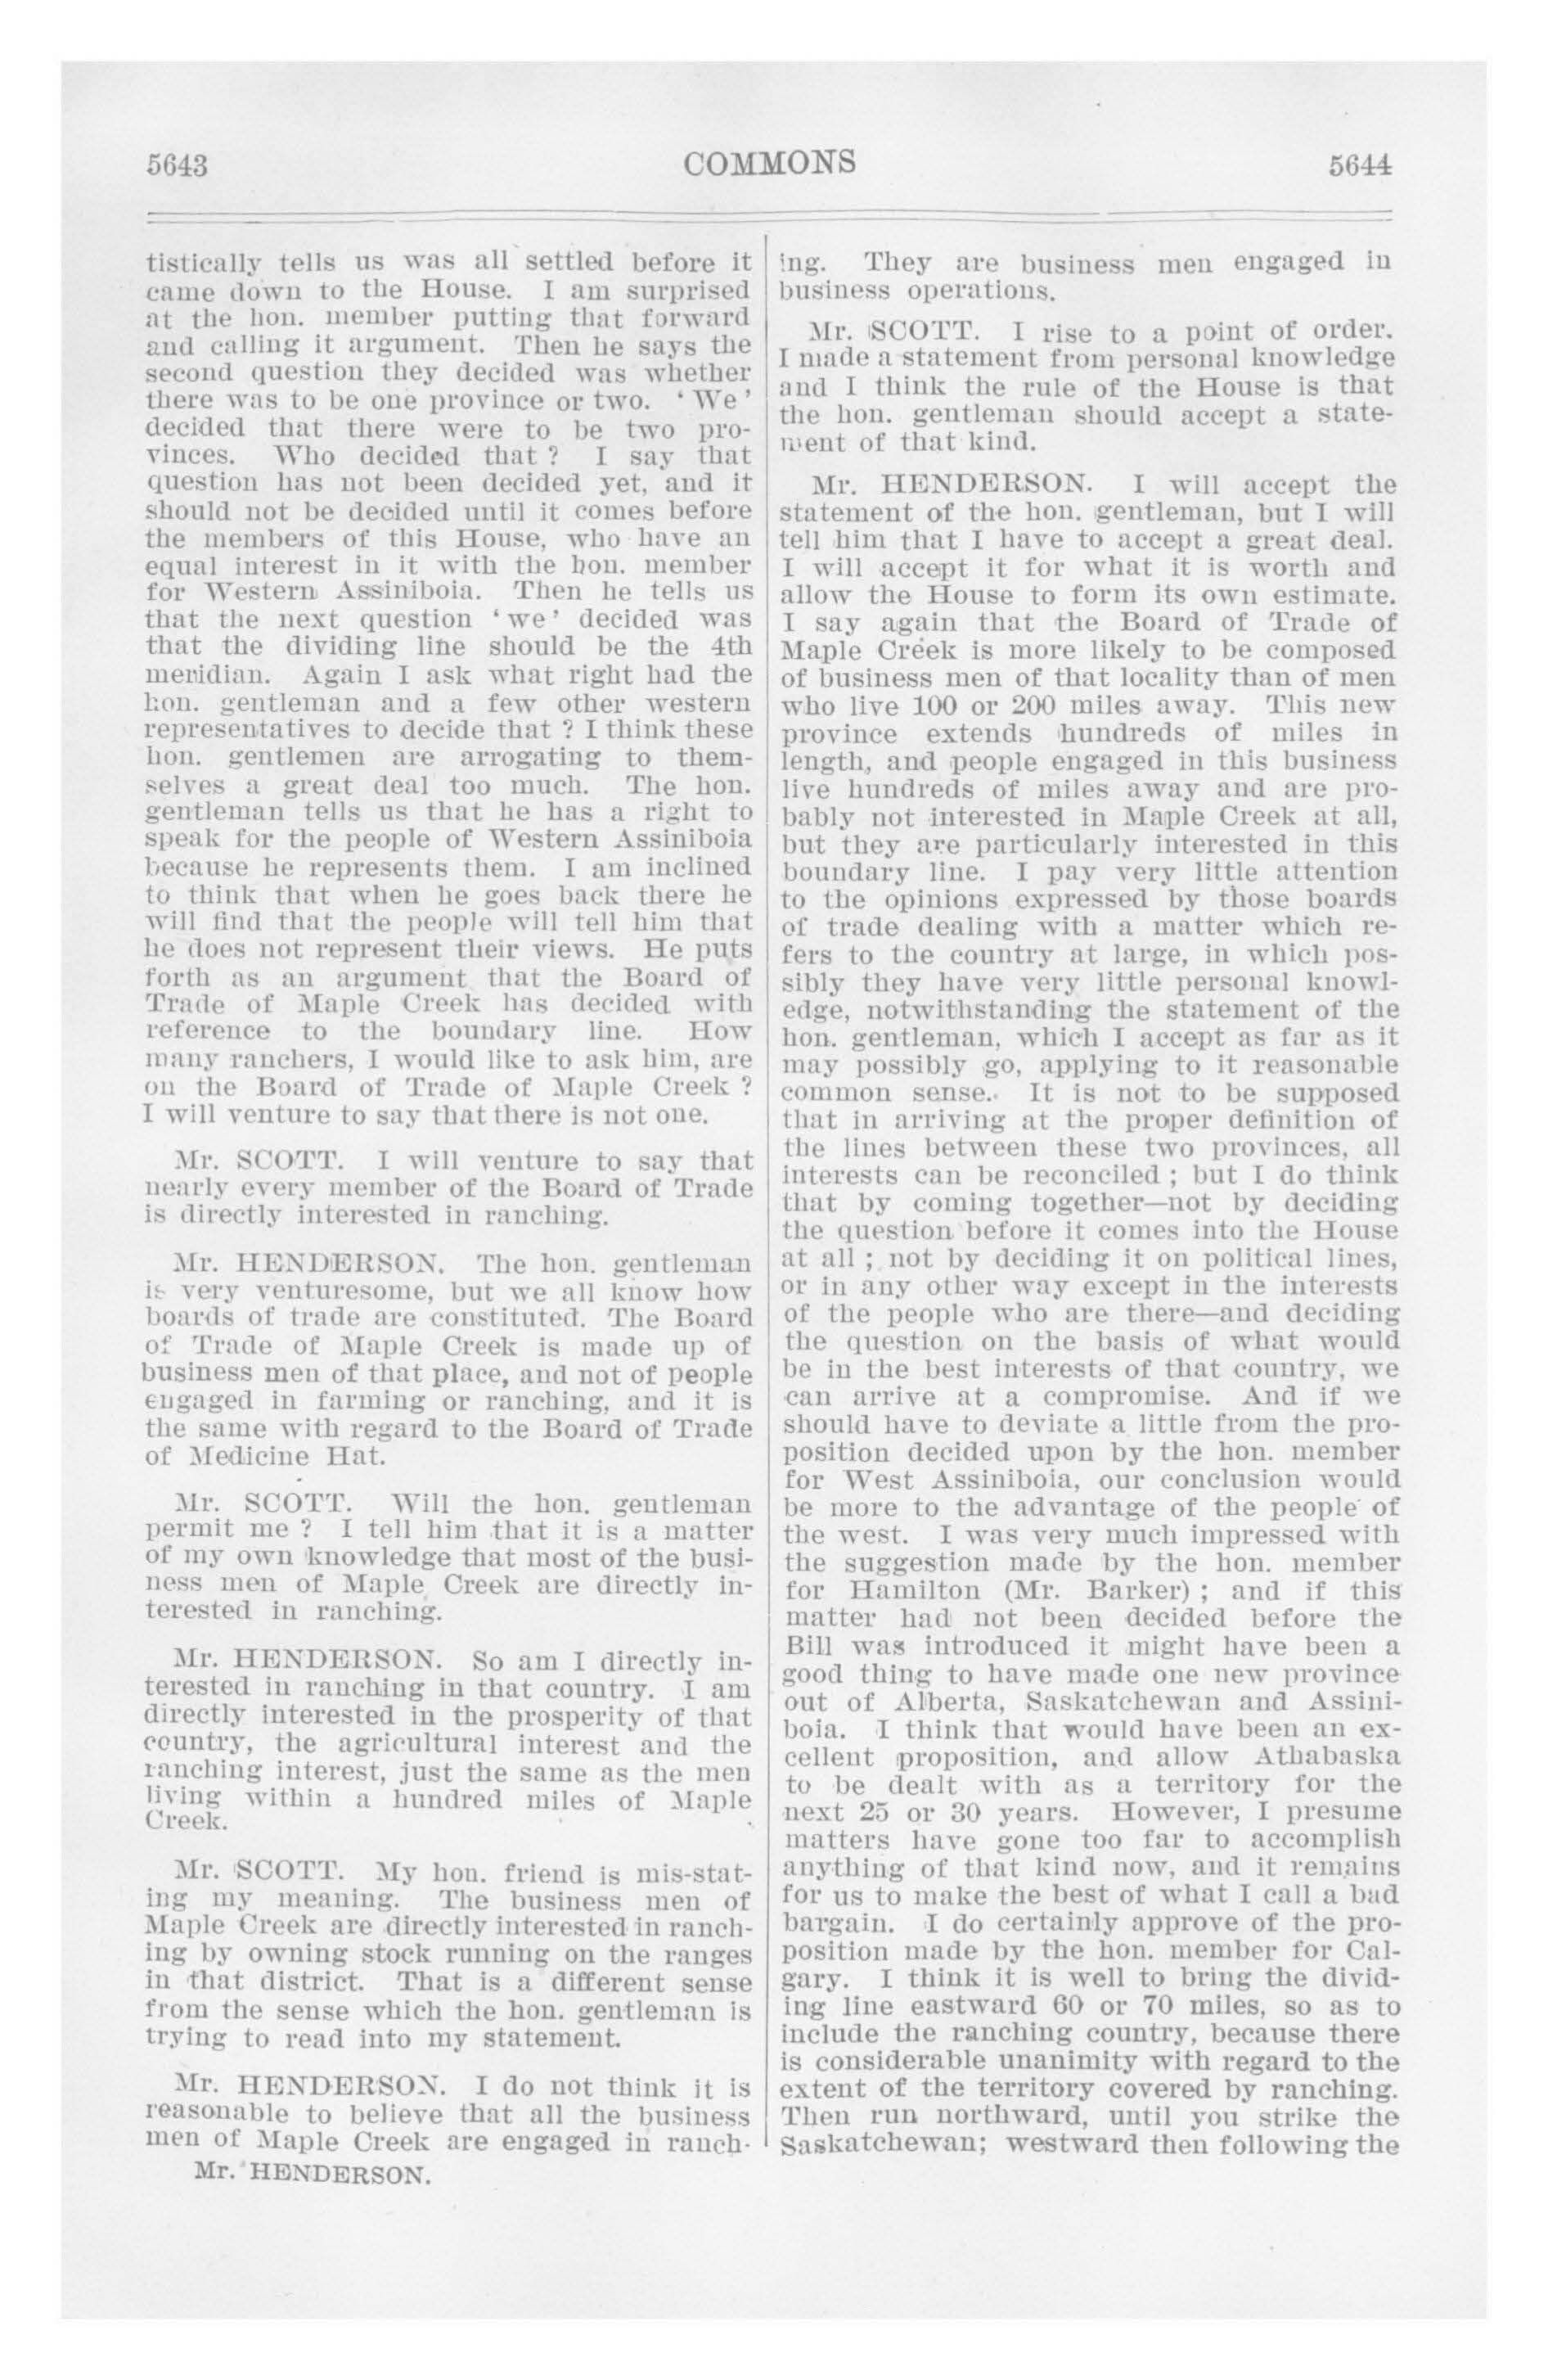 5643
COMMONS
5644
tistically tells us was all settled before it
came down to the House. I am surprised
at the hon. member putting that forward
and calling it argument. Then he says the
second question they decided was whether
there was to be one province or two. ‘ We ’
decided that there were to be two pro-
vinces. Who decided that ? I say that
question has not been decided yet, and it
should not be decided until it comes before
the members of this House, who have an
equal interest in it with the hon. member
for Western Assiniboia. Then he tells us
that the next question ‘ we ’ decided was
that the dividing line should be the 4th
meridian. Again I ask what right had the
hon. gentleman and a few other western
representatives to decide that ? I think these
hon. gentlemen are arrogating to them-
selves a great deal too much. The hon.
gentleman tells us that he has a right to
speak for the people of Western Assiniboia
because he represents them. I am inclined
to think that when he goes back there he
will find that the people will tell him that
he does not represent their views. He puts
forth as an argument that the Board of
Trade of Maple Creek has decided with
reference to the boundary line. How
many ranchers, I would like to ask him, are
on the Board of Trade of Maple Creek ?
I will venture to say that there is not one.
Mr. SCOTT. I will venture to say that
nearly every member of the Board of Trade
is directly interested in ranching.
Mr. HENDERSON. The hon. gentleman
is very venturesome, but we all know how
boards of trade are constituted. The Board
of Trade of Maple Creek is made up of
business men of that place, and not of people
engaged in farming or ranching, and it is
the same with regard to the Board of Trade
of Medicine Hat.
Mr. SCOTT. Will the hon. gentleman
permit me ? I tell him that it is a matter
of my own knowledge that most of the busi-
ness men of Maple Creek are directly in-
terested in ranching.
Mr. HENDERSON. So am I directly in-
terested in ranching in that country. I am
directly interested in the prosperity of that
country, the agricultural interest and the
ranching interest, just the same as the men
living within a hundred miles of Maple
Creek.
Mr. SCOTT. My hon. friend is mis-stat-
ing my meaning. The business men of
Maple Creek are directly interested in ranch-
ing by owning stock running on the ranges
in that district. That is a different sense
from the sense which the hon. gentleman is
trying to read into my statement.
Mr. HENDERSON. I do not think it is
reasonable to believe that all the business
men of Maple Creek are engaged in ranch-
Mr. HENDERSON.
ing. They are business men engaged in
business operations.
Mr. SCOTT. I rise to a point of order.
I made a statement from personal knowledge
and I think the rule of the House is that
the hon. gentleman should accept a state-
ment of that kind.
Mr. HENDERSON. I will accept the
statement of the hon. gentleman, but I will
tell him that I have to accept a great deal.
I will accept it for what it is worth and
allow the House to form its own estimate.
I say again that the Board of Trade of
Maple Creek is more likely to be composed
of business men of that locality than of men
who live 100 or 200 miles away. This new
province extends hundreds of miles in
length, and people engaged in this business
live hundreds of miles away and are pro-
bably not interested in Maple Creek at all,
but they are particularly interested in this
boundary line. I pay very little attention
to the opinions expressed by those boards
of trade dealing with a matter which re-
fers to the country at large, in which pos-
sibly they have very little personal knowl-
edge, notwithstanding the statement of the
hon. gentleman, which I accept as far as it
may possibly go, applying to it reasonable
common sense. It is not to be supposed
that in arriving at the proper definition of
the lines between these two provinces, all
interests can be reconciled ; but I do think
that by coming together—not by deciding
the question before it comes into the House
at all ; not by deciding it on political lines,
or in any other way except in the interests
of the people who are there—and deciding
the question on the basis of what would
be in the best interests of that country, we
can arrive at a compromise. And if we
should have to deviate a little from the pro-
position decided upon by the hon. member
for West Assiniboia, our conclusion would
be more to the advantage of the people of
the west. I was very much impressed with
the suggestion made by the hon. member
for Hamilton (Mr. Barker) ; and if this
matter had not been decided before the
Bill was introduced it might have been a
good thing to have made one new province
out of Alberta, Saskatchewan and Assini-
boia. I think that would have been an ex-
cellent proposition, and allow Athabaska
to be dealt with as a territory for the
next 25 or 30 years. However, I presume
matters have gone too far to accomplish
anything of that kind now, and it remains
for us to make the best of what I call a bad
bargain. I do certainly approve of the pro-
position made by the hon. member for Cal-
gary. I think it is well to bring the divid-
ing line eastward 60 or 70 miles, so as to
include the ranching country, because there
is considerable unanimity with regard to the
extent of the territory covered by ranching.
Then run northward, until you strike the
Saskatchewan; westward then following the